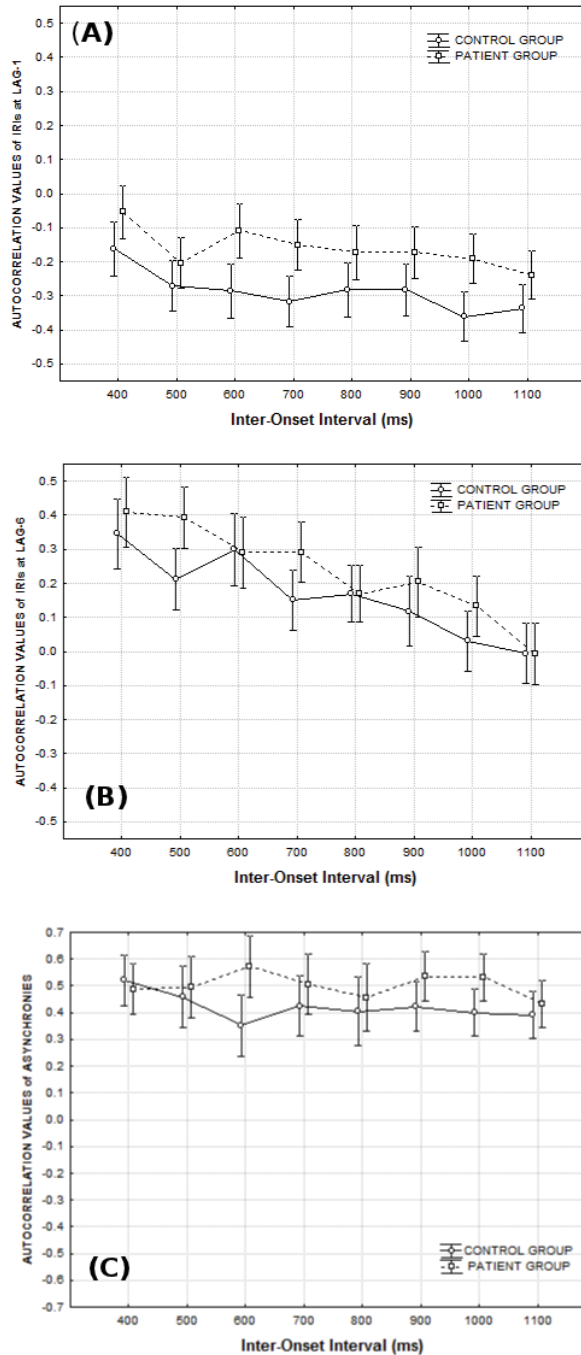 (A)
CONTROL GROUP
PATIENT GROUP
AUTOCORRELATION VALUES of IRIs at LAG-1
0.5
0.4
0.3
0.2
0.1
0.0
-0.1
-0.2
-0.3
-0.4
-0.5
400 500 600 700 800 900 1000 1100
Inter-Onset Interval (ms)
CONTROL GROUP
PATIENT GROUP
AUTOCORRELATION VALUES of IRIs at LAG-6
0.5
0.4
0.3
0.2
0.1
0.0
-0.1
-0.2
-0.3
-0.4
-0.5
(B)
400 500 600 700 800 900 1000 1100
Inter-Onset Interval (ms)
AUTOCORRELATION VALUES of ASYNCHRONIES
0.7
0.6
0.5
0.4
0.3
0.2
0.1
0.0
-0.1
-0.2
-0.3
-0.4
-0.5
-0.6
-0.7
CONTROL GROUP
PATIENT GROUP
(C)
400 500 600 700 800 900 1000 1100
Inter-Onset Interval (ms)